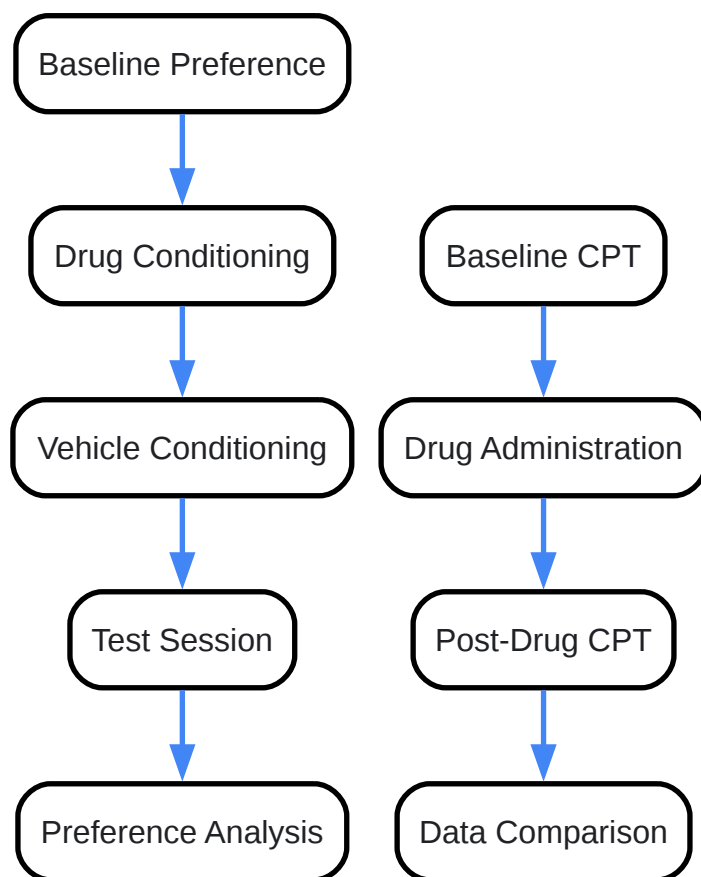 Baseline Preference
Drug Conditioning
Vehicle Conditioning
Test Session
Preference Analysis
Baseline CPT
Drug Administration
Post-Drug CPT
Data Comparison